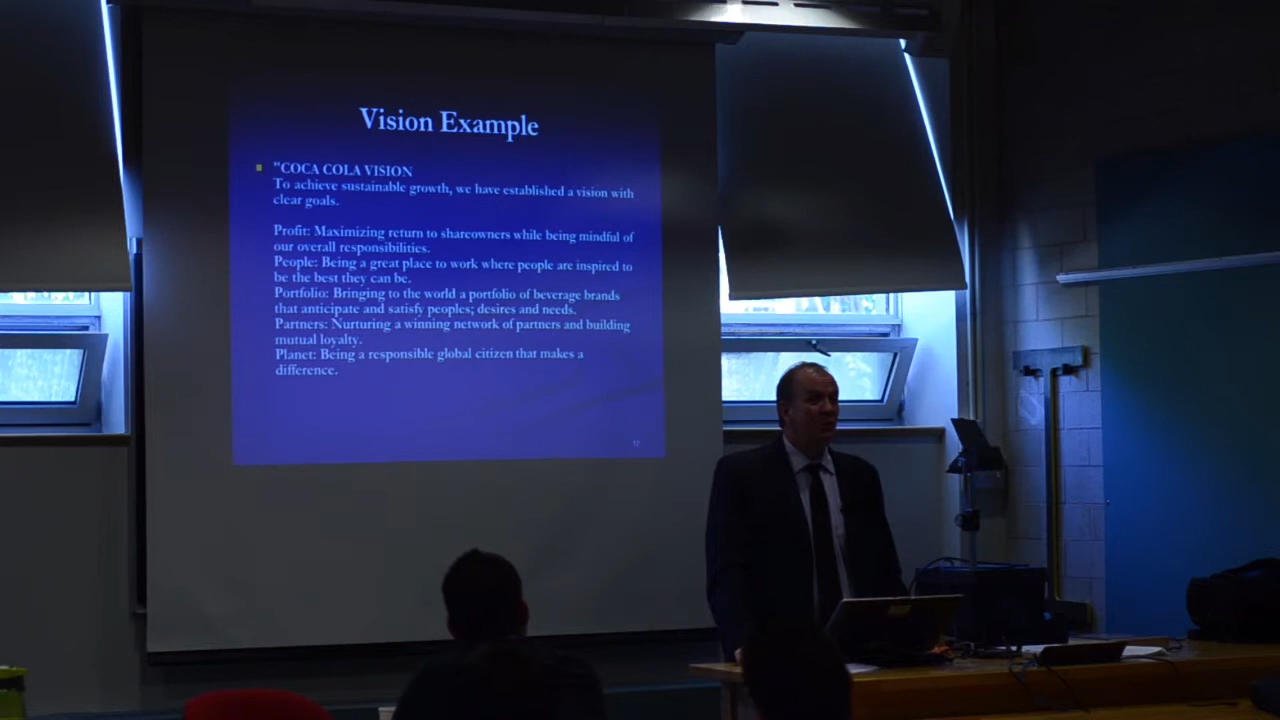 Vision Example
"COCA COLA VISION
To achieve sustainable growth, we have established a vision with
clear goals.
Profit: Maximizing return to shareowners while being mindful of
our overall responsibilities.
People: Being a great place to work where people are inspired to
be the best they can be.
Portfolio: Bringing to the world a portfolio of beverage brands
that anticipate and satisfy peoples; desires and needs.
Partners: Nurturing a winning network of partners and building
mutual loyalty.
Planet: Being a responsible global citizen that makes a
difference.